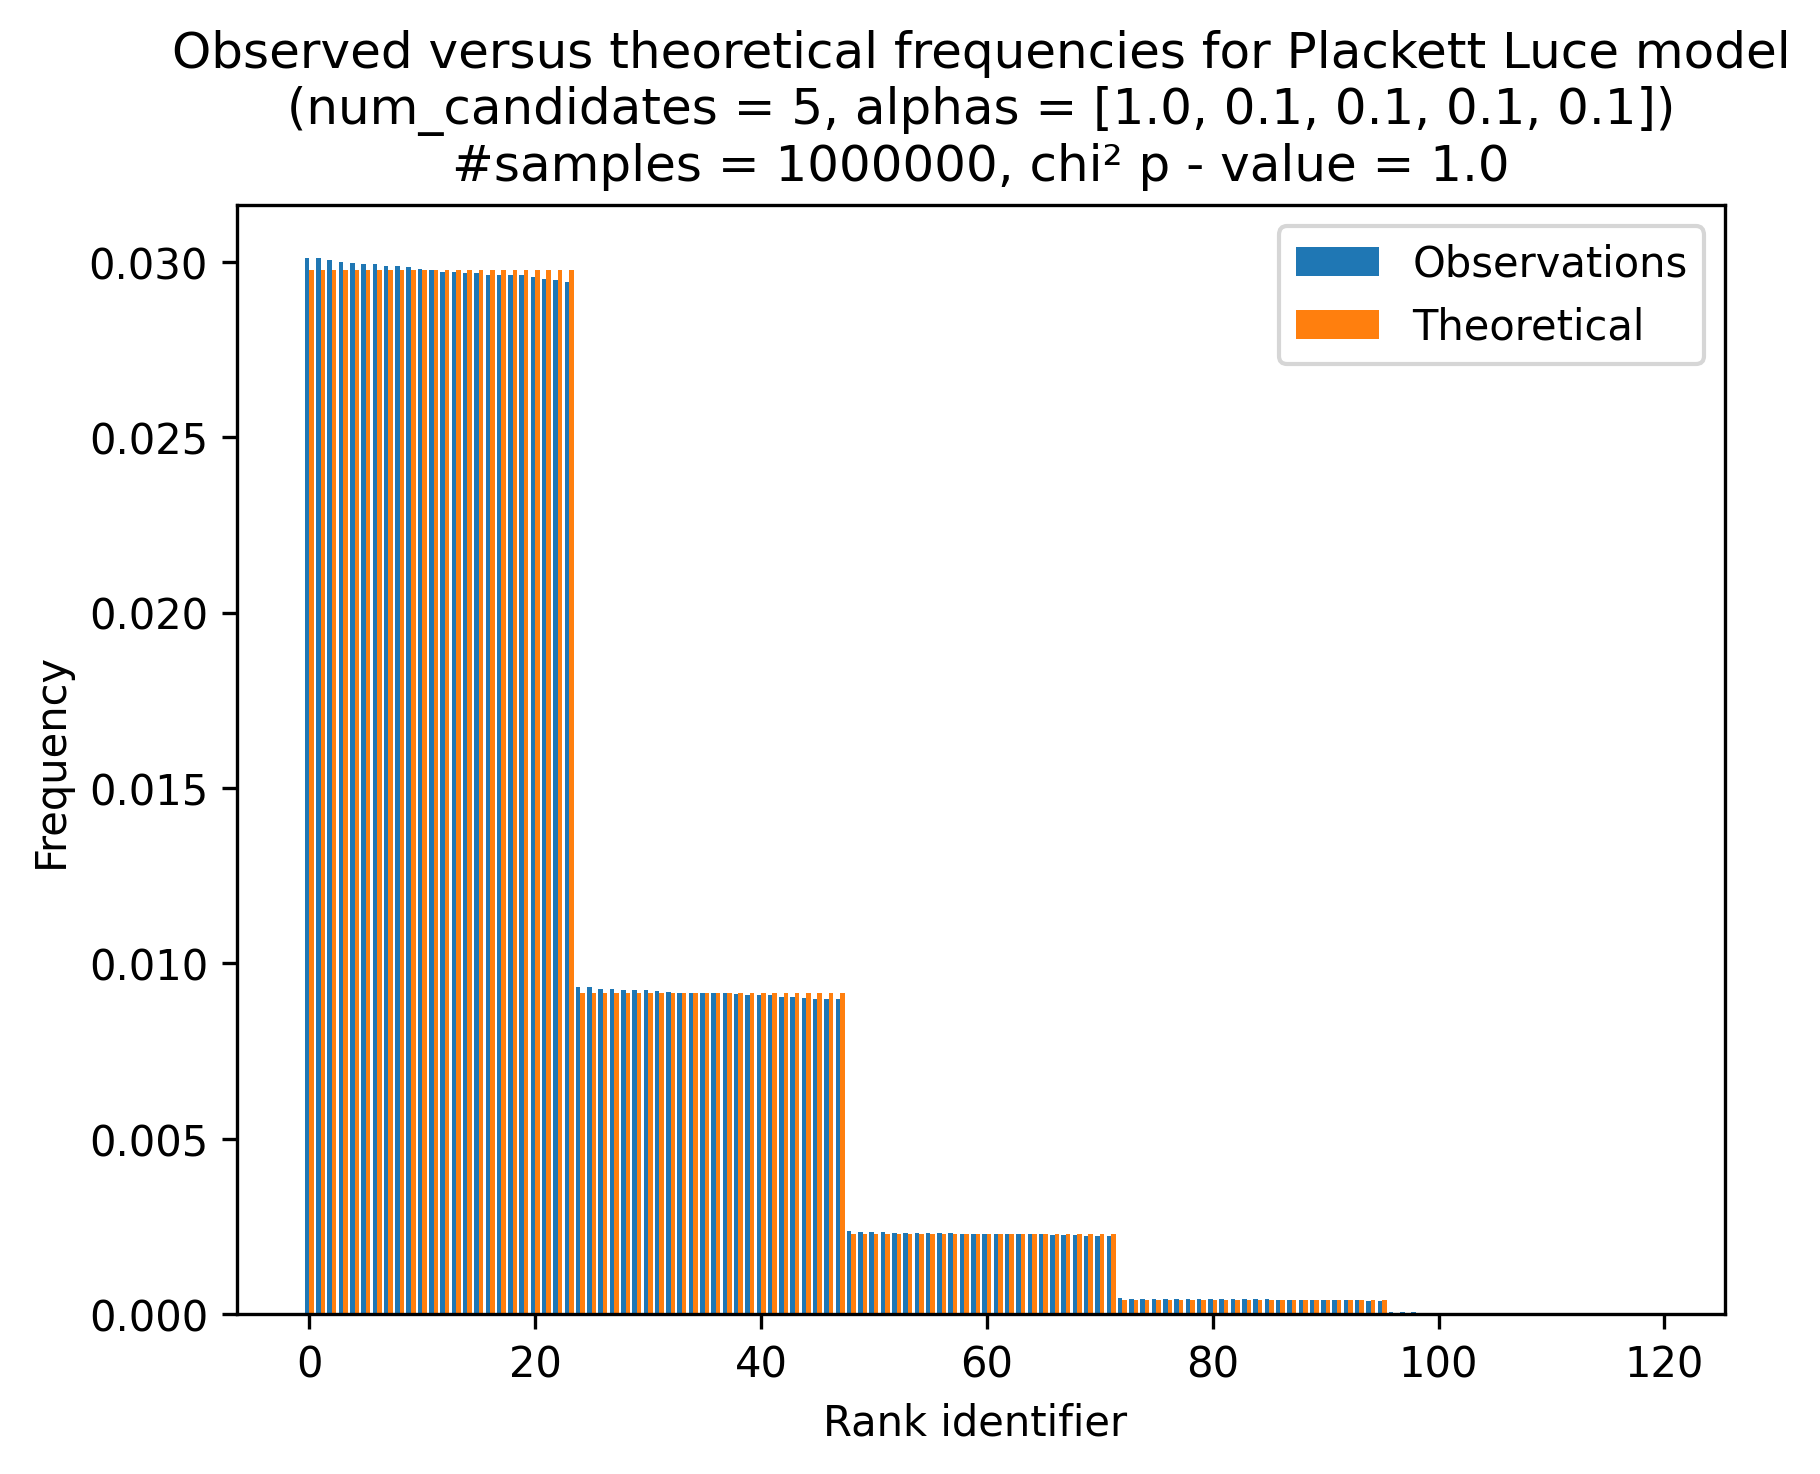 Observed versus theoretical frequencies for Plackett Luce model
(num_candidates = 5, alphas = [1.0, 0.1, 0.1, 0.1, 0.1])
#samples = 1000000, chi² p - value = 1.0
Observations
Theoretical
0.030
0.025
0.020
0.015
0.010
0.005
0.000
Frequency
0 20 40 60 80 100 120
Rank identifier